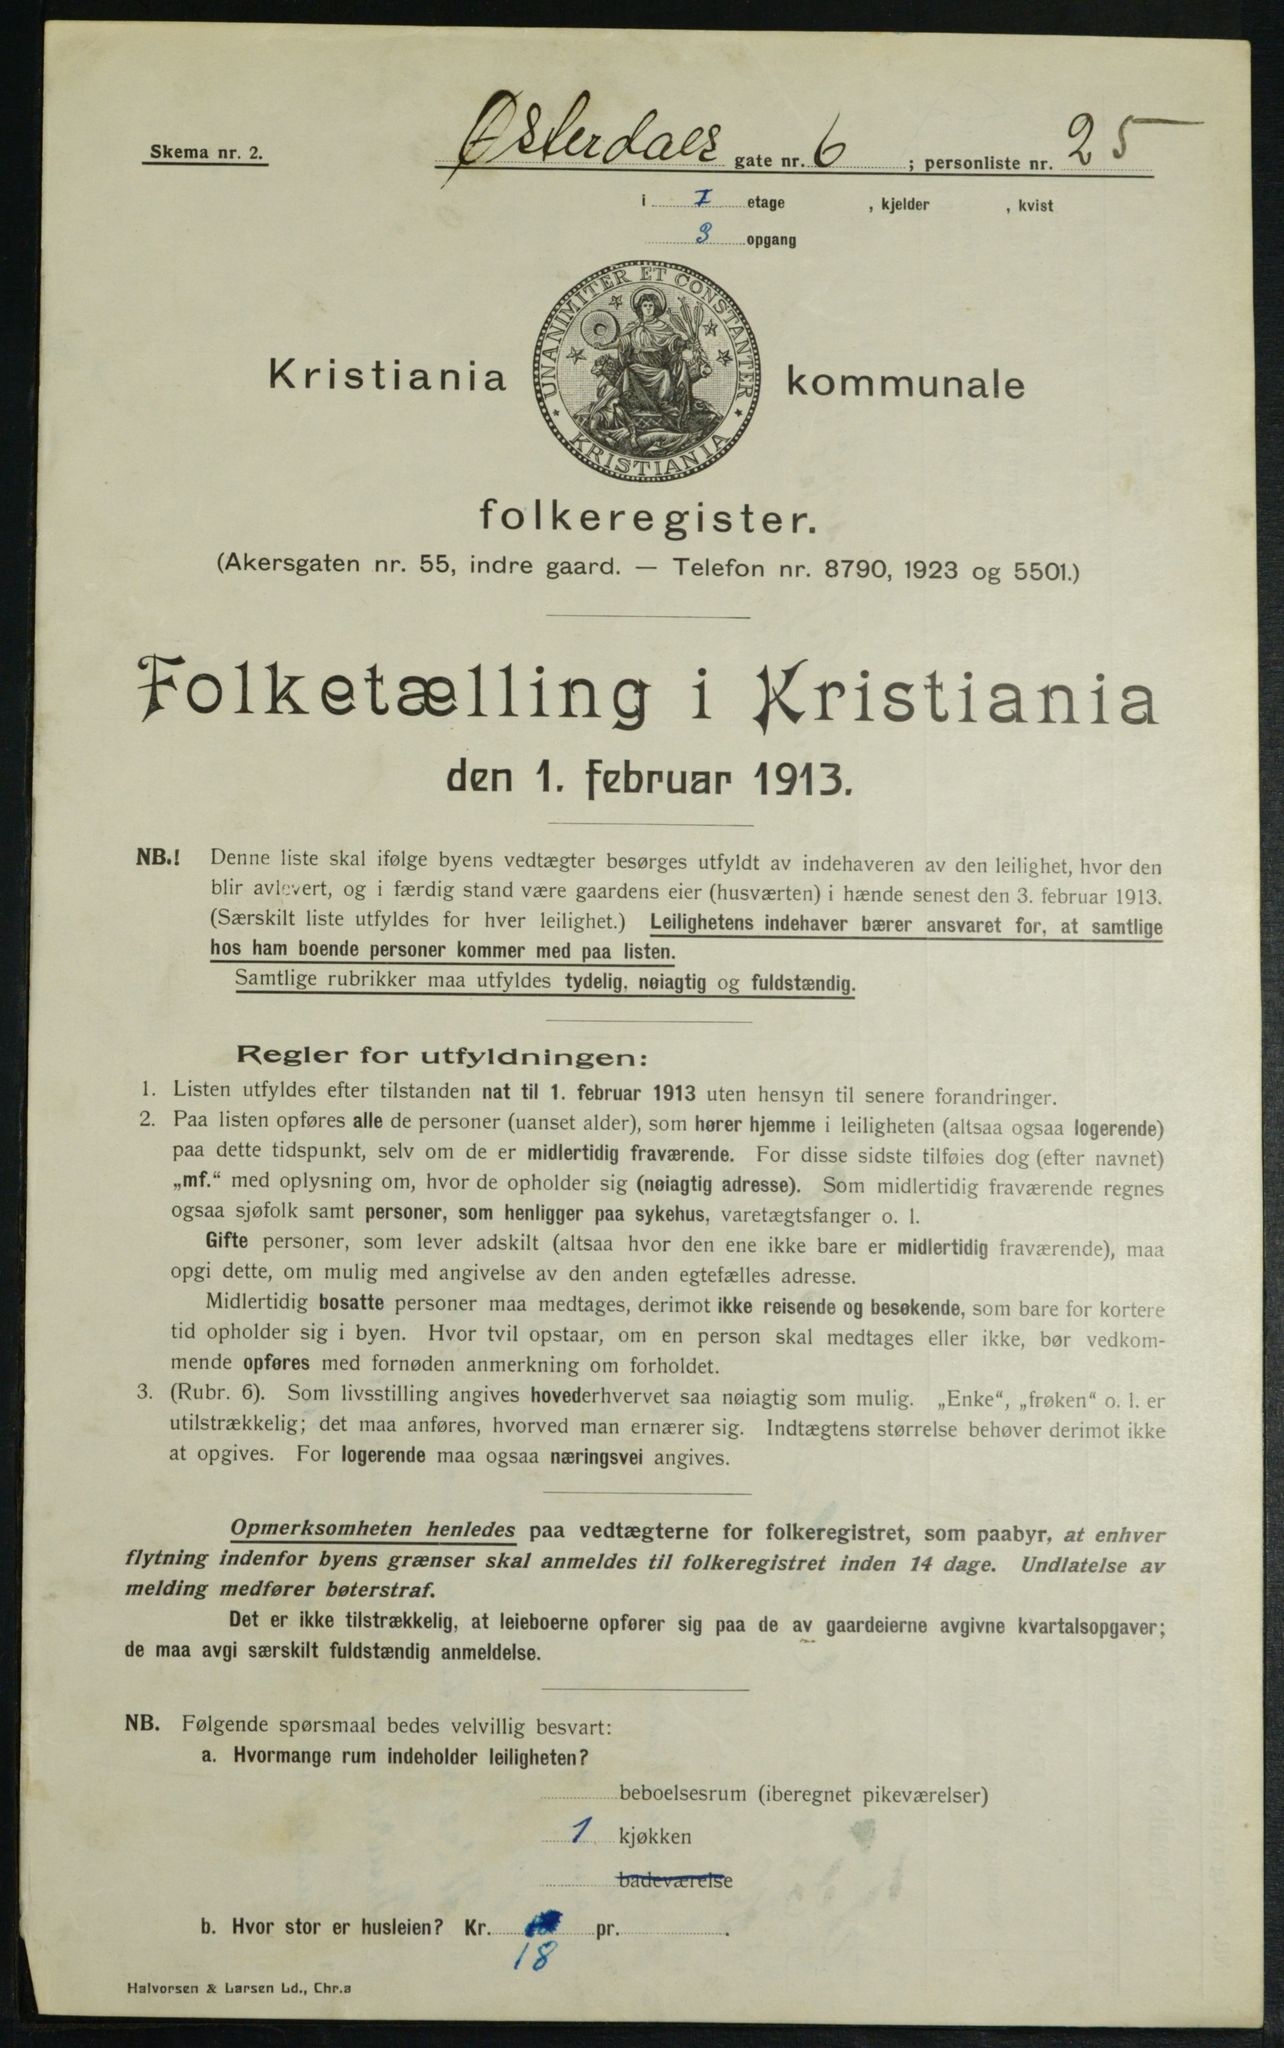 Skema nr. 2.
Østerdals gate nr. 6 ; personliste nr. 25
i I etage , kjelder , kvist
3 opgang
UNANIMITER ET CONSTANTER
KRISTIANIA
Kristiania kommunale
folkeregister.
(Akersgaten nr. 55, indre gaard. — Telefon nr. 8790, 1923 og 5501.)
Folketælling i Kristiania
den 1. februar 1913.
NB.! Denne liste skal ifølge byens vedtægter besørges utfyldt av indehaveren av den leilighet, hvor den
blir avlevert, og i færdig stand være gaardens eier (husværten) i hænde senest den 3. februar 1913.
(Særskilt liste utfyldes for hver leilighet.) Leilighetens indehaver bærer ansvaret for, at samtlige
hos ham boende personer kommer med paa listen.
Samtlige rubrikker maa utfyldes tydelig, nøiagtig og fuldstændig.
Regler for utfyldningen:
1. Listen utfyldes efter tilstanden nat til 1. februar 1913 uten hensyn til senere forandringer.
2. Paa listen opføres alle de personer (uanset alder), som hører hjemme i leiligheten (altsaa ogsaa logerende)
paa dette tidspunkt, selv om de er midlertidig fraværende. For disse sidste tilføies dog (efter navnet)
„mf.“ med oplysning om, hvor de opholder sig (nøiagtig adresse). Som midlertidig fraværende regnes
ogsaa sjøfolk samt personer, som henligger paa sykehus, varetægtsfanger o. l.
Gifte personer, som lever adskilt (altsaa hvor den ene ikke bare er midlertidig fraværende), maa
opgi dette, om mulig med angivelse av den anden egtefælles adresse.
Midlertidig bosatte personer maa medtages, derimot ikke reisende og besøkende, som bare for kortere
tid opholder sig i byen. Hvor tvil opstaar, om en person skal medtages eller ikke, bør vedkom-
mende opføres med fornøden anmerkning om forholdet.
3. (Rubr. 6). Som livsstilling angives hovederhvervet saa nøiagtig som mulig. „Enke“, „frøken“ o. l. er
utilstrækkelig; det maa anføres, hvorved man ernærer sig. Indtægtens størrelse behøver derimot ikke
at opgives. For logerende maa ogsaa næringsvei angives.
Opmerksomheten henledes paa vedtægterne for folkeregistret, som paabyr, at enhver
flytning indenfor byens grænser skal anmeldes til folkeregistret inden 14 dage. Undlatelse av
melding medfører bøterstraf.
Det er ikke tilstrækkelig, at leieboerne opfører sig paa de av gaardeierne avgivne kvartalsopgaver;
de maa avgi særskilt fuldstændig anmeldelse.
NB. Følgende spørsmaal bedes velvillig besvart:
a. Hvormange rum indeholder leiligheten?
beboelsesrum (iberegnet pikeværelser)
1 kjøkken
badeværelse
b. Hvor stor er husleien? Kr. pr. .
18
Halvorsen & Larsen Ld., Chr.a